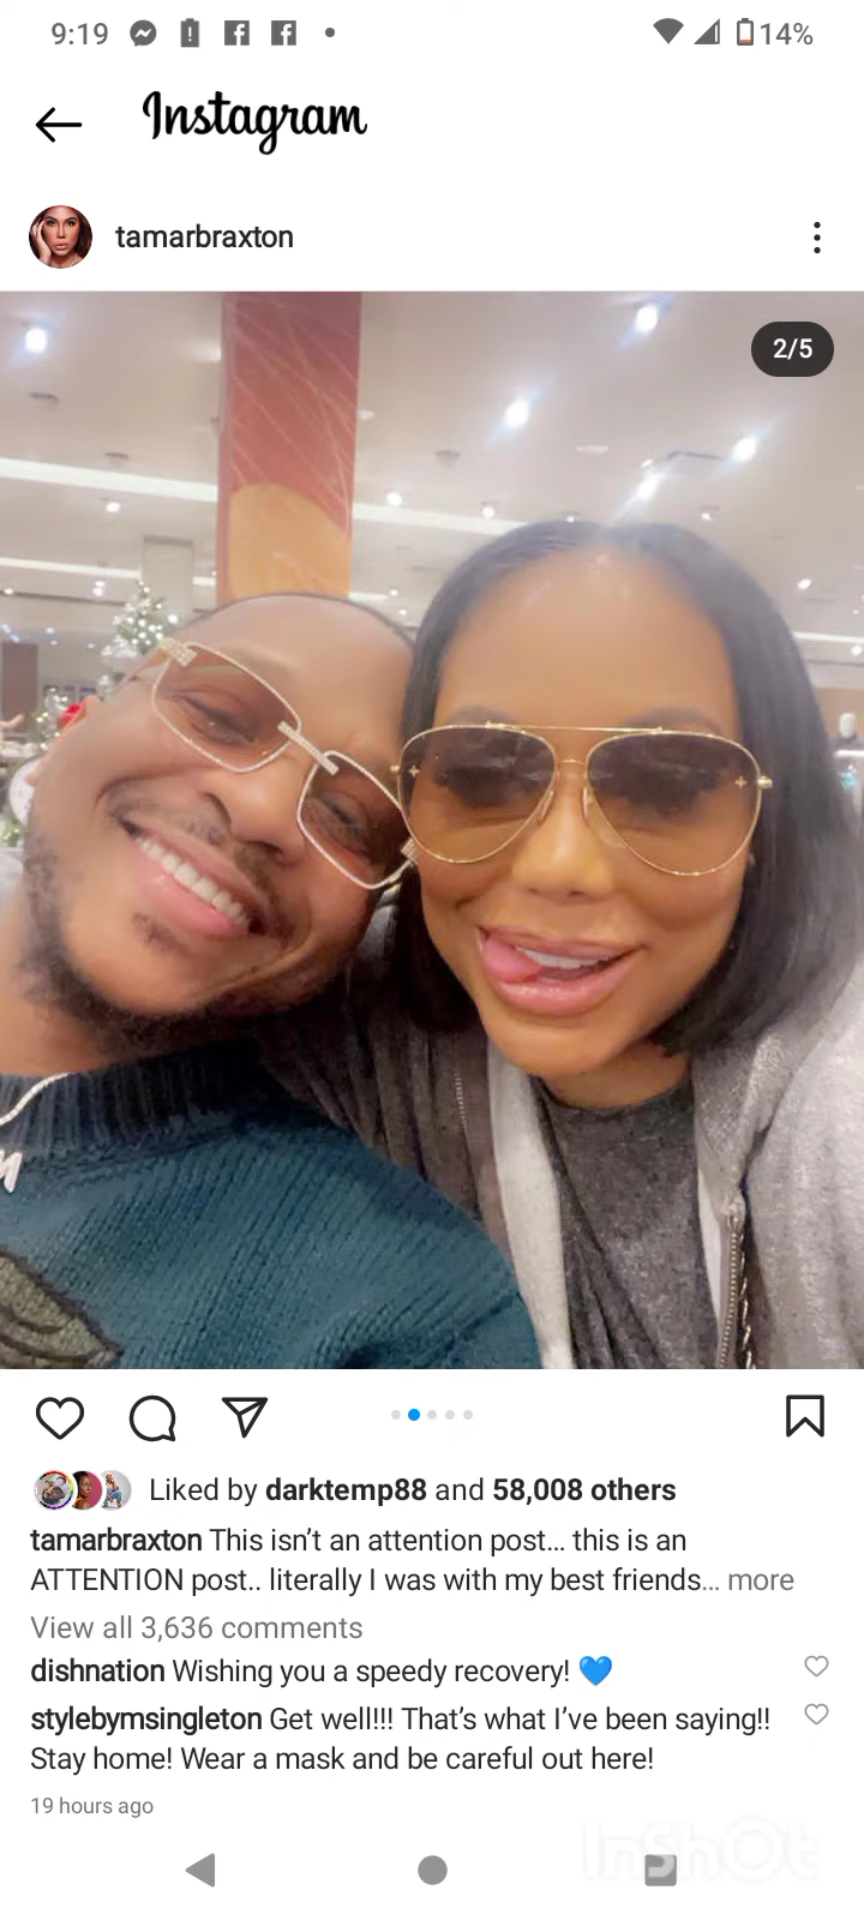 9:19
14%
Instagram
tamarbraxton
2/5
Liked by darktemp88 and 58,008 others
tamarbraxton This isn't an attention post... this is an
ATTENTION post.. literally I was with my best friends... more
View all 3,636 comments
dishnation Wishing you a speedy recovery! 💙
stylebymsingleton Get well!!! That's what I've been saying!!
Stay home! Wear a mask and be careful out here!
19 hours ago
InShOt